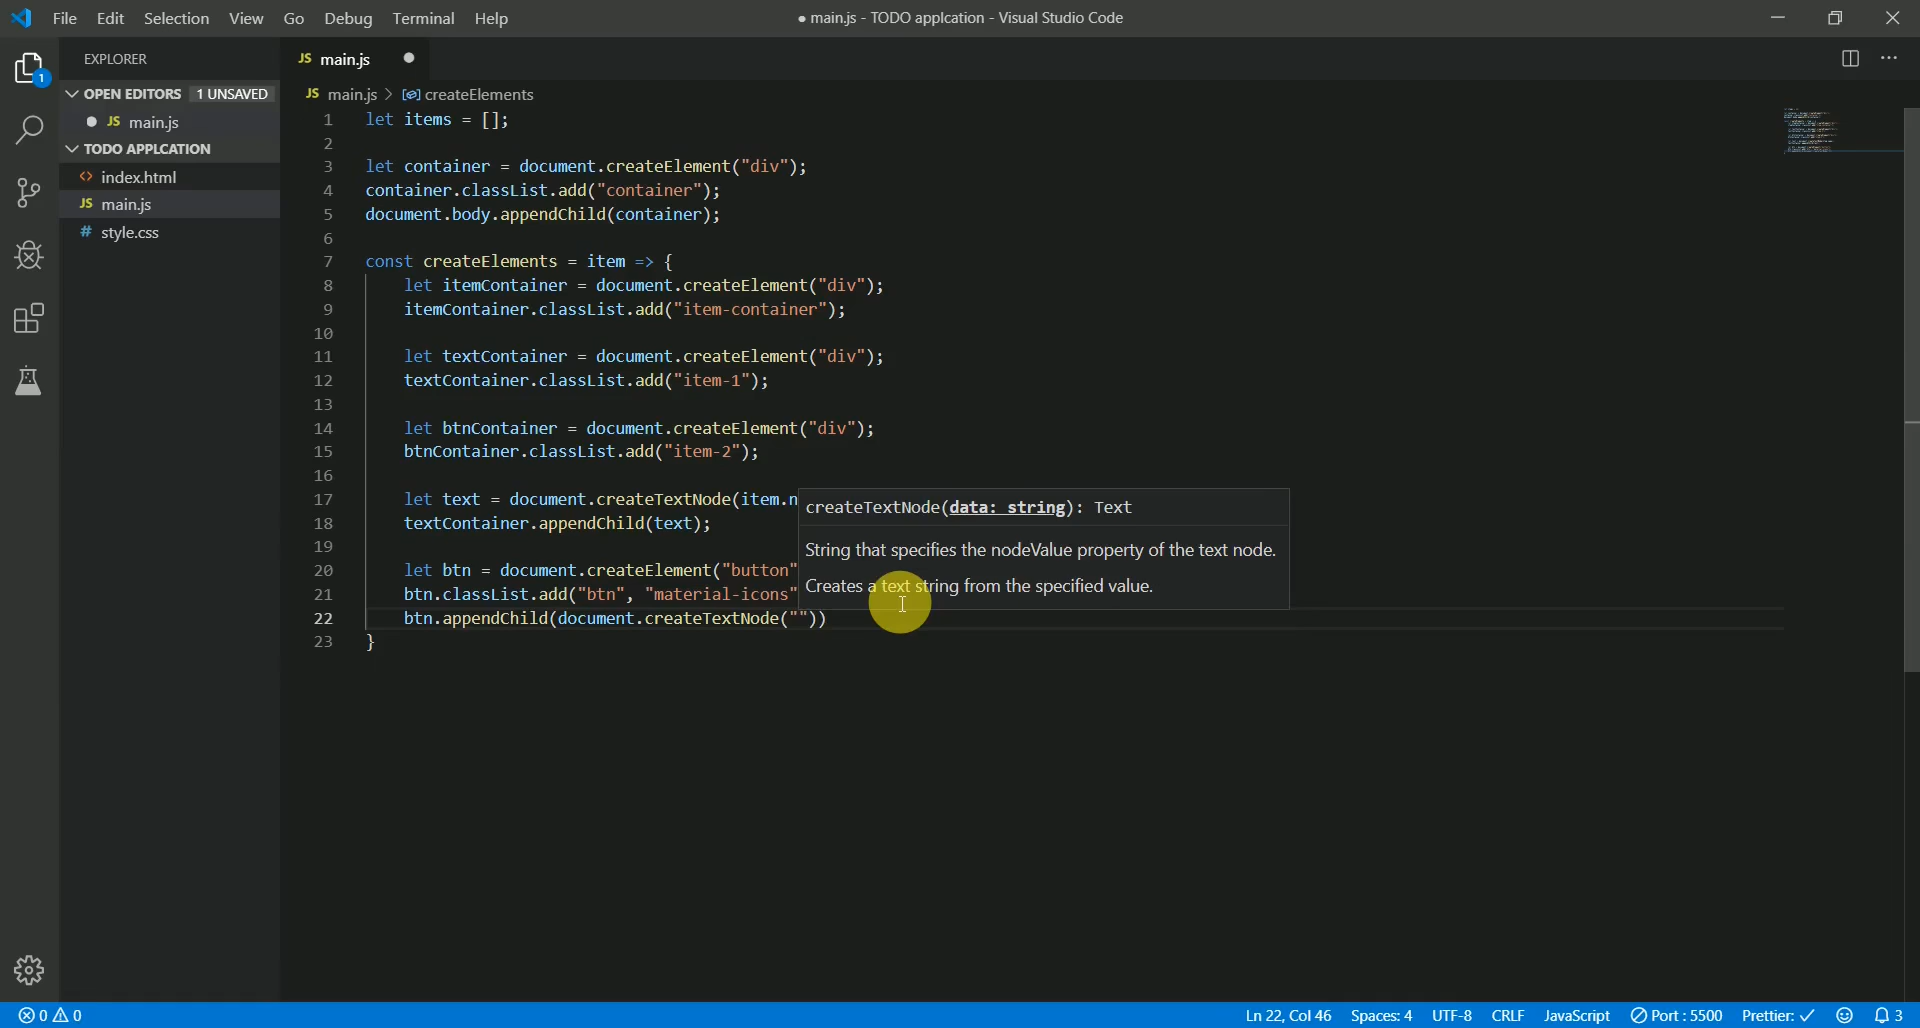 File Edit Selection View Go Debug Terminal Help
● main.js - TODO applcation - Visual Studio Code
EXPLORER
OPEN EDITORS 1 UNSAVED
JS main.js
TODO APPLCATION
<> index.html
JS main.js
# style.css
1
JS main.js
JS main.js > createElements
1 let items = [];
2
3 let container = document.createElement("div");
4 container.classList.add("container");
5 document.body.appendChild(container);
6
7 const createElements = item => {
8 let itemContainer = document.createElement("div");
9 itemContainer.classList.add("item-container");
10
11 let textContainer = document.createElement("div");
12 textContainer.classList.add("item-1");
13
14 let btnContainer = document.createElement("div");
15 btnContainer.classList.add("item-2");
16
17 let text = document.createTextNode(item.n
18 textContainer.appendChild(text);
19
20 let btn = document.createElement("button"
21 btn.classList.add("btn", "material-icons"
22 btn.appendChild(document.createTextNode(""))
23 }
createTextNode(data: string): Text
String that specifies the nodeValue property of the text node.
Creates a text string from the specified value.
0 0 Ln 22, Col 46 Spaces: 4 UTF-8 CRLF JavaScript Port : 5500 Prettier: ✓ 3